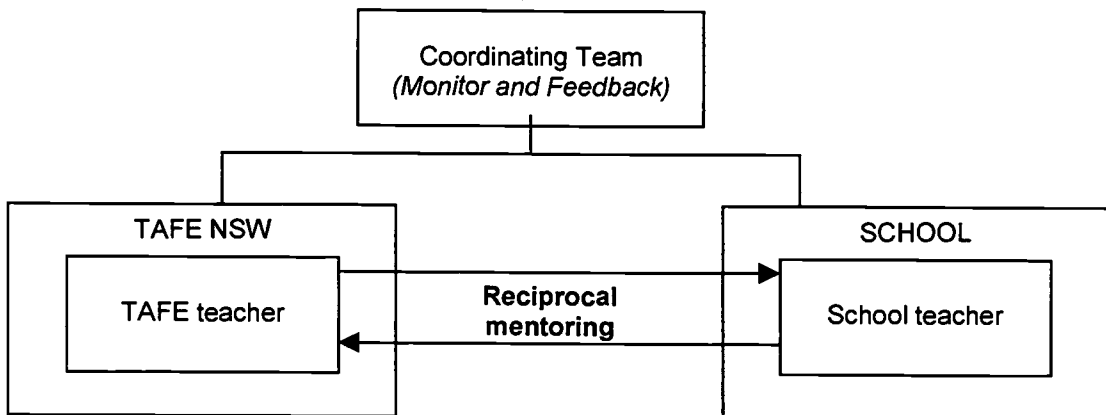 Coordinating Team
(Monitor and Feedback)
TAFE NSW
SCHOOL
TAFE teacher
Reciprocal
mentoring
School teacher